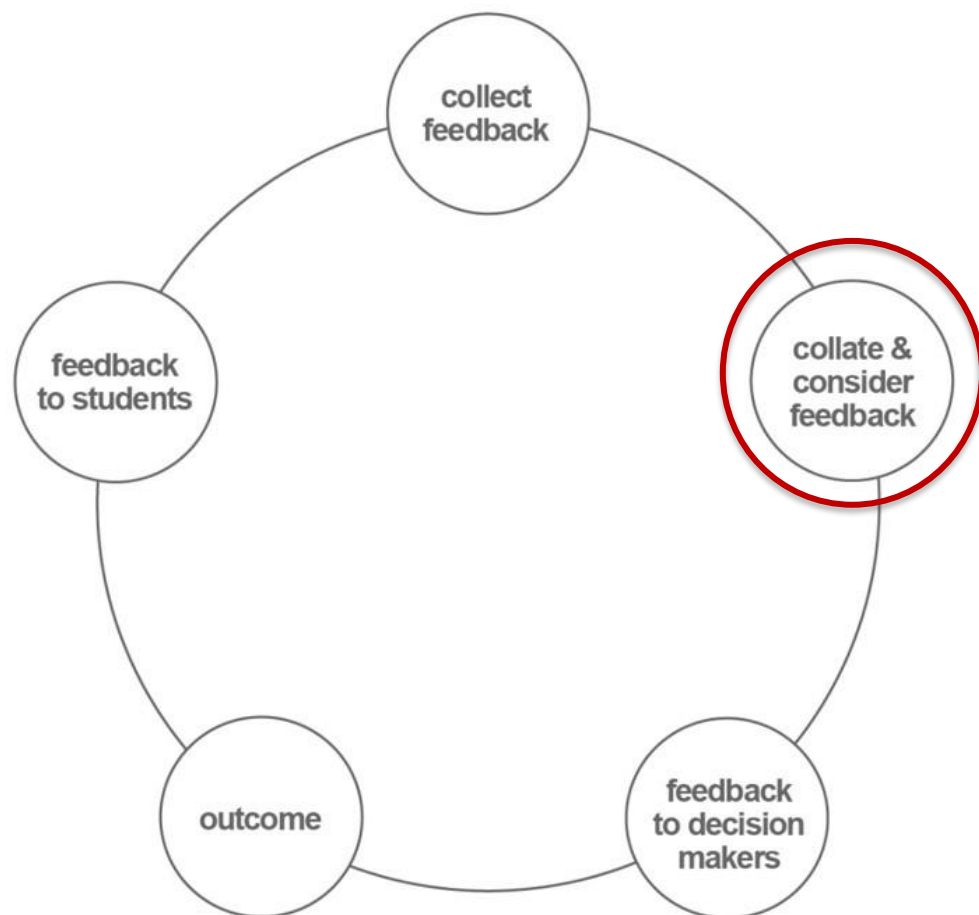 collect
feedback
collate &
consider
feedback
feedback
to decision
makers
outcome
feedback
to students